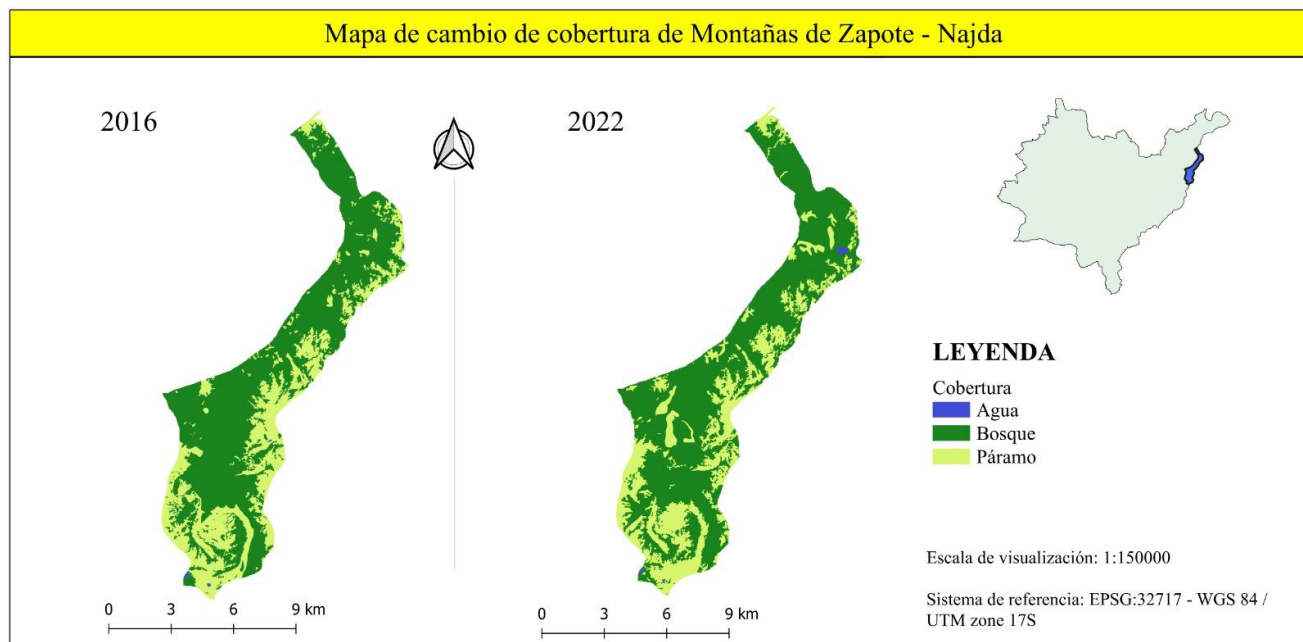 Mapa de cambio de cobertura de Montañas de Zapote - Najda
2016
2022
LEYENDA
Cobertura
Agua
Bosque
Páramo
Escala de visualización: 1:150000
Sistema de referencia: EPSG:32717 - WGS 84 /
UTM zone 17S
0 3 6 9 km
0 3 6 9 km